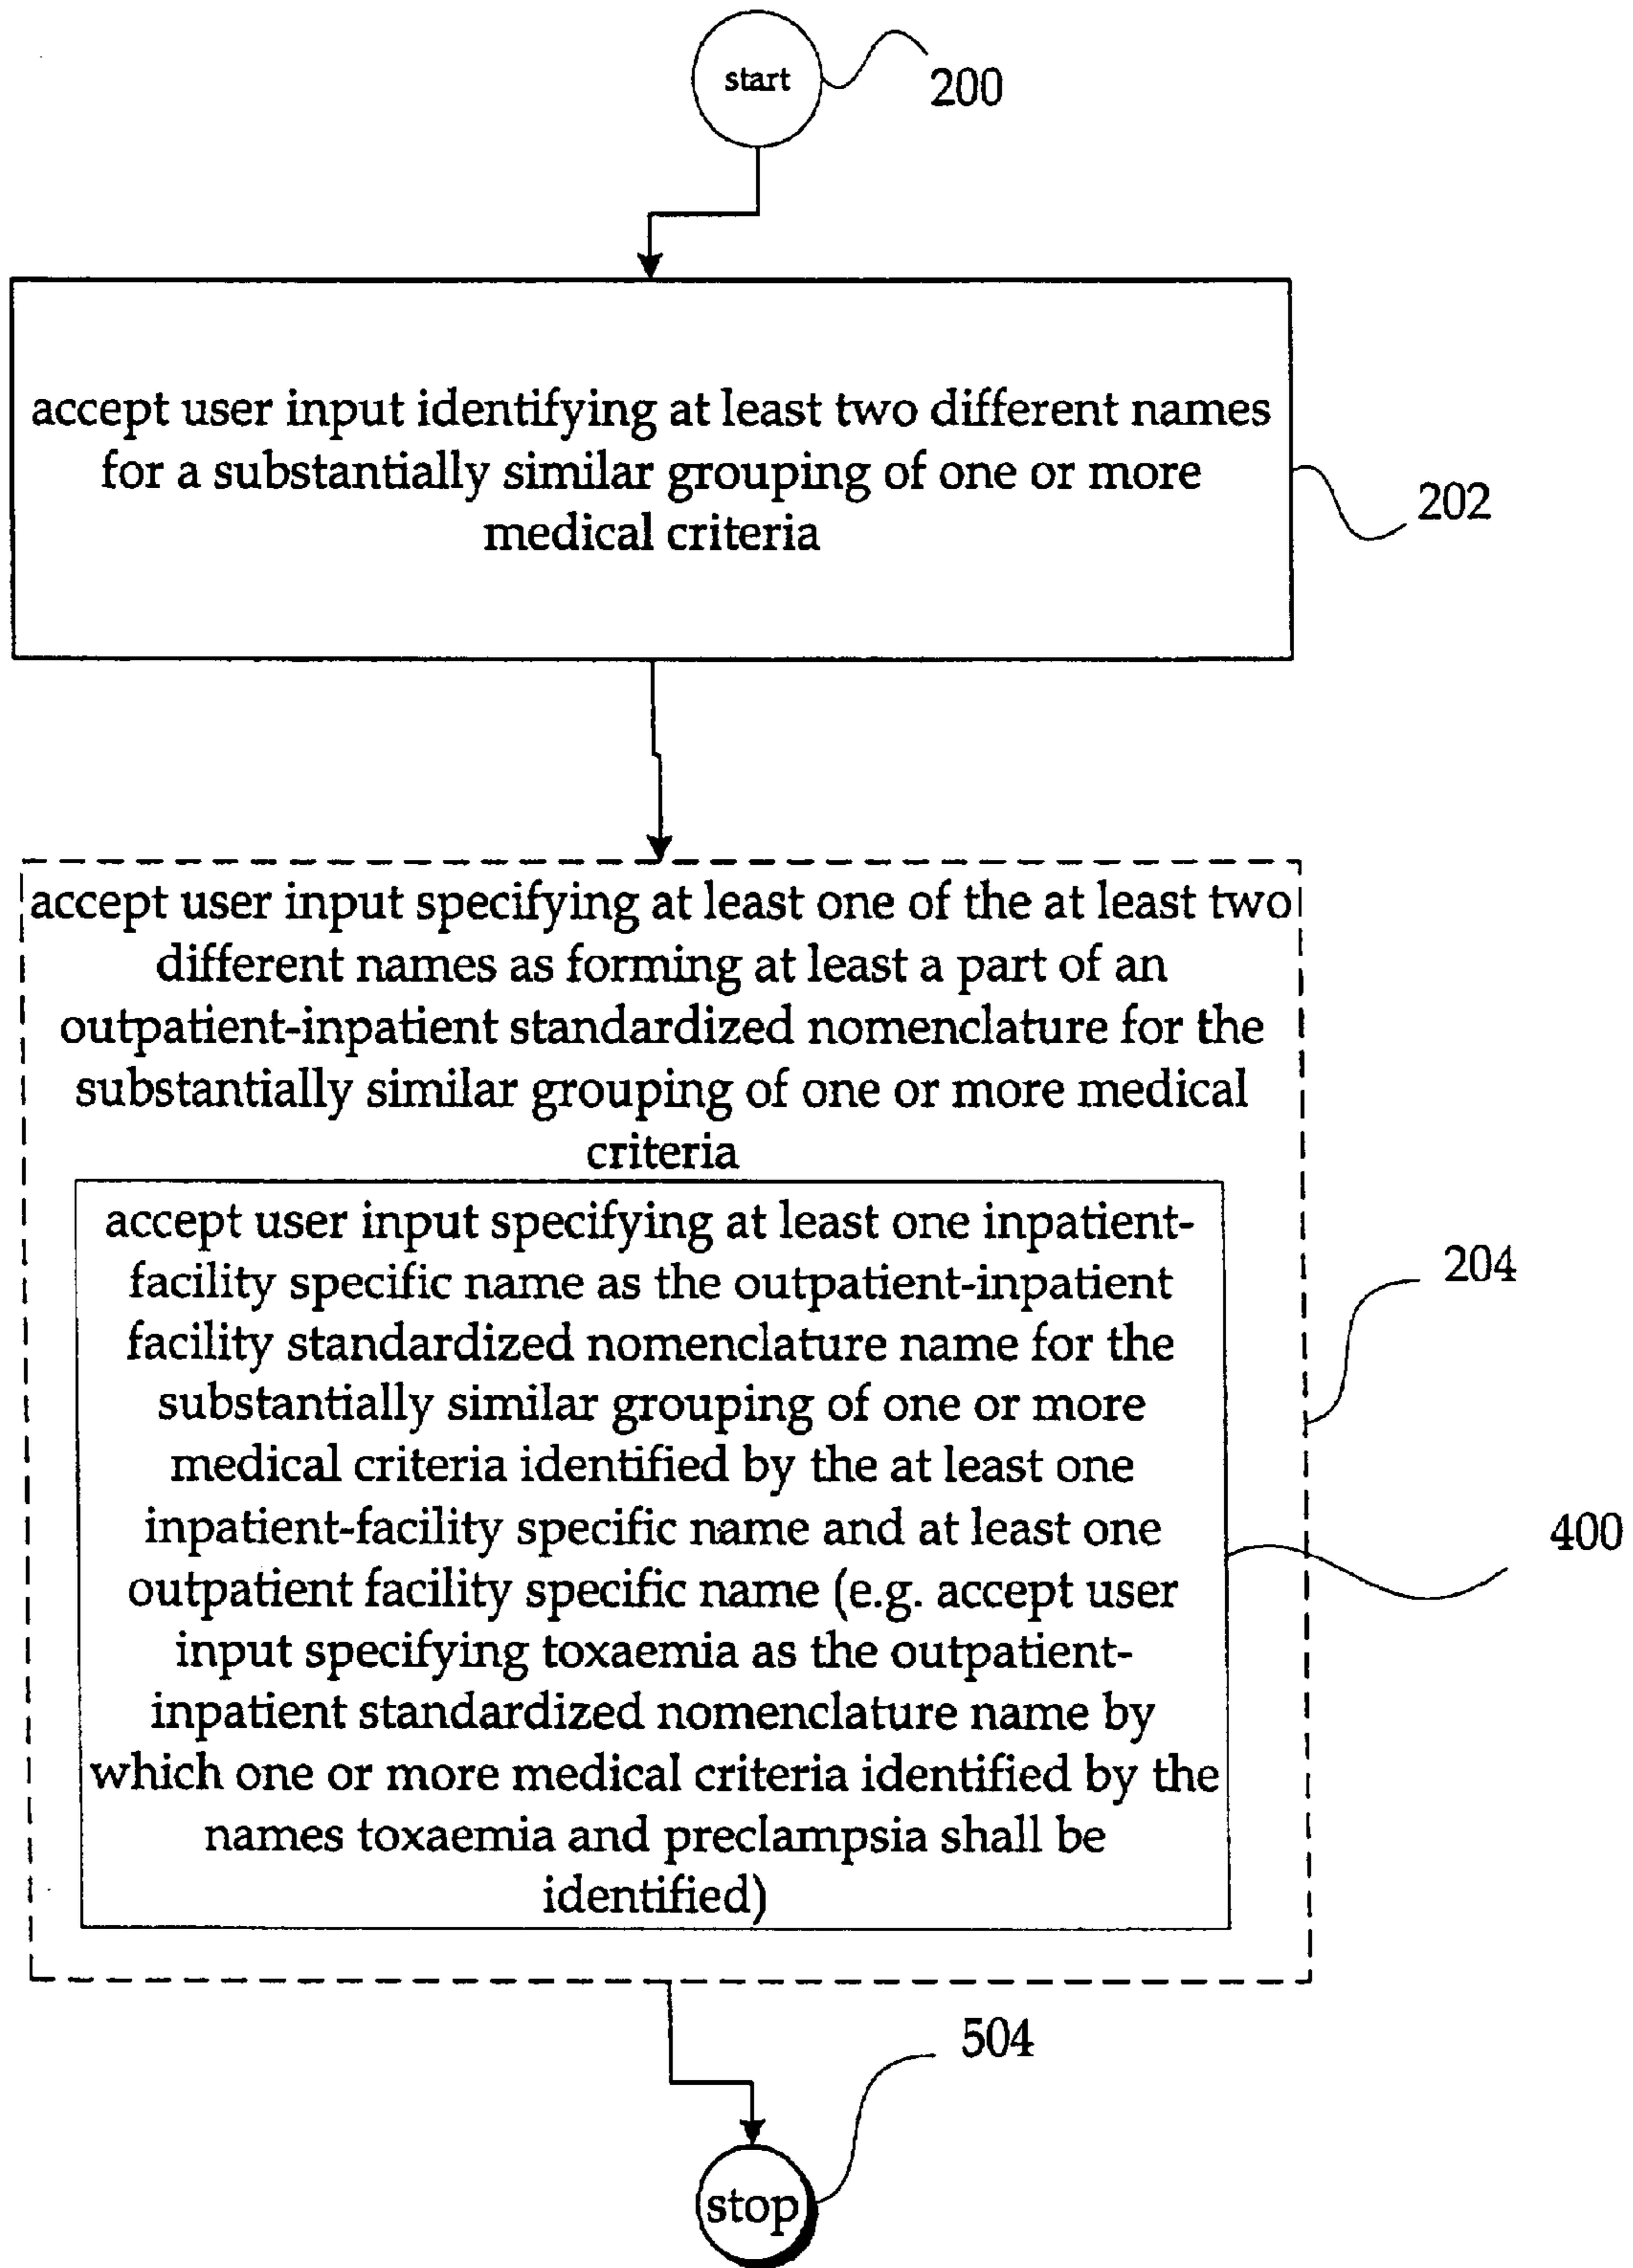 start
200
accept user input identifying at least two different names
for a substantially similar grouping of one or more
medical criteria
202
accept user input specifying at least one of the at least two
different names as forming at least a part of an
outpatient-inpatient standardized nomenclature for the
substantially similar grouping of one or more medical
criteria
accept user input specifying at least one inpatient-
facility specific name as the outpatient-inpatient
facility standardized nomenclature name for the
substantially similar grouping of one or more
medical criteria identified by the at least one
inpatient-facility specific name and at least one
outpatient facility specific name (e.g. accept user
input specifying toxaemia as the outpatient-
inpatient standardized nomenclature name by
which one or more medical criteria identified by the
names toxaemia and preclampsia shall be
identified)
204
400
504
stop